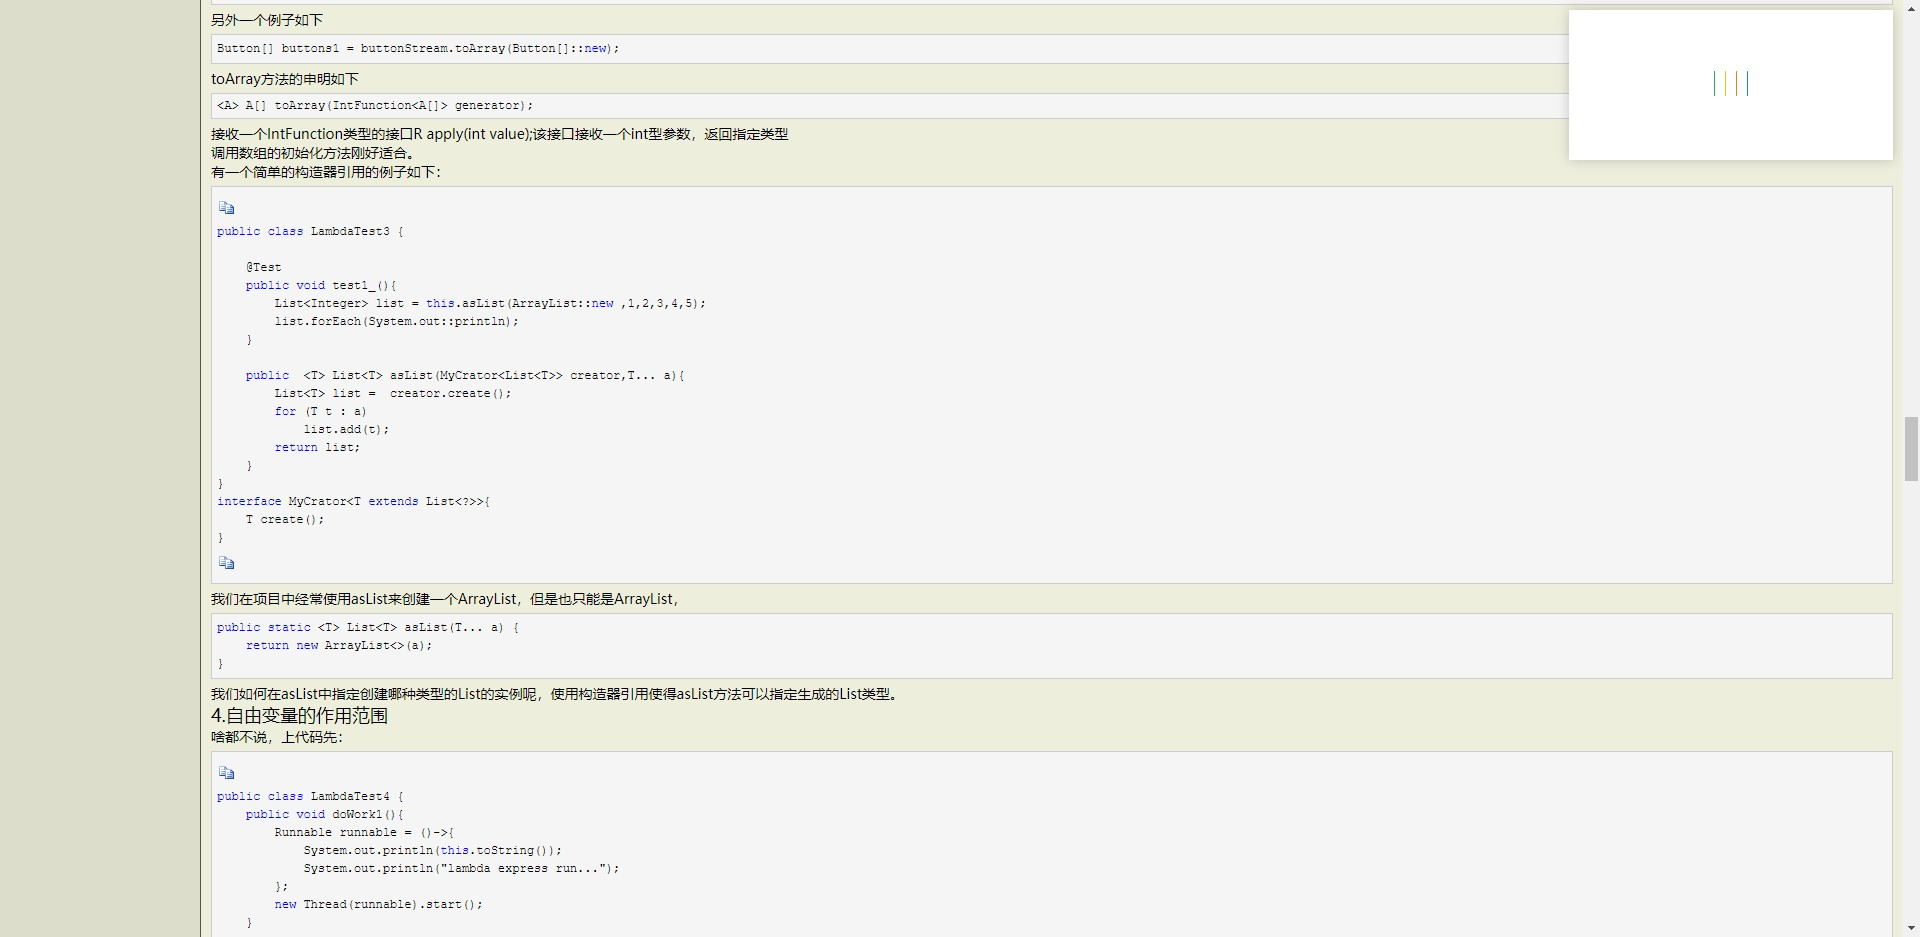 另外一个例子如下
Button[] buttons1 = buttonStream.toArray(Button[]::new);
toArray方法的申明如下
<A> A[] toArray(IntFunction<A[]> generator);
接收一个IntFunction类型的接口R apply(int value);该接口接收一个int型参数，返回指定类型
调用数组的初始化方法刚好适合。
有一个简单的构造器引用的例子如下：
public class LambdaTest3 {
    @Test
    public void test1_(){
        List<Integer> list = this.asList(ArrayList::new ,1,2,3,4,5);
        list.forEach(System.out::println);
    }
    public  <T> List<T> asList(MyCrator<List<T>> creator,T... a){
        List<T> list =  creator.create();
        for (T t : a)
            list.add(t);
        return list;
    }
}
interface MyCrator<T extends List<?>>{
    T create();
}
我们在项目中经常使用asList来创建一个ArrayList，但是也只能是ArrayList，
public static <T> List<T> asList(T... a) {
    return new ArrayList<>(a);
}
我们如何在asList中指定创建哪种类型的List的实例呢，使用构造器引用使得asList方法可以指定生成的List类型。
4.自由变量的作用范围
啥都不说，上代码先：
public class LambdaTest4 {
    public void doWork1(){
        Runnable runnable = ()->{
            System.out.println(this.toString());
            System.out.println("lambda express run...");
        };
        new Thread(runnable).start();
    }